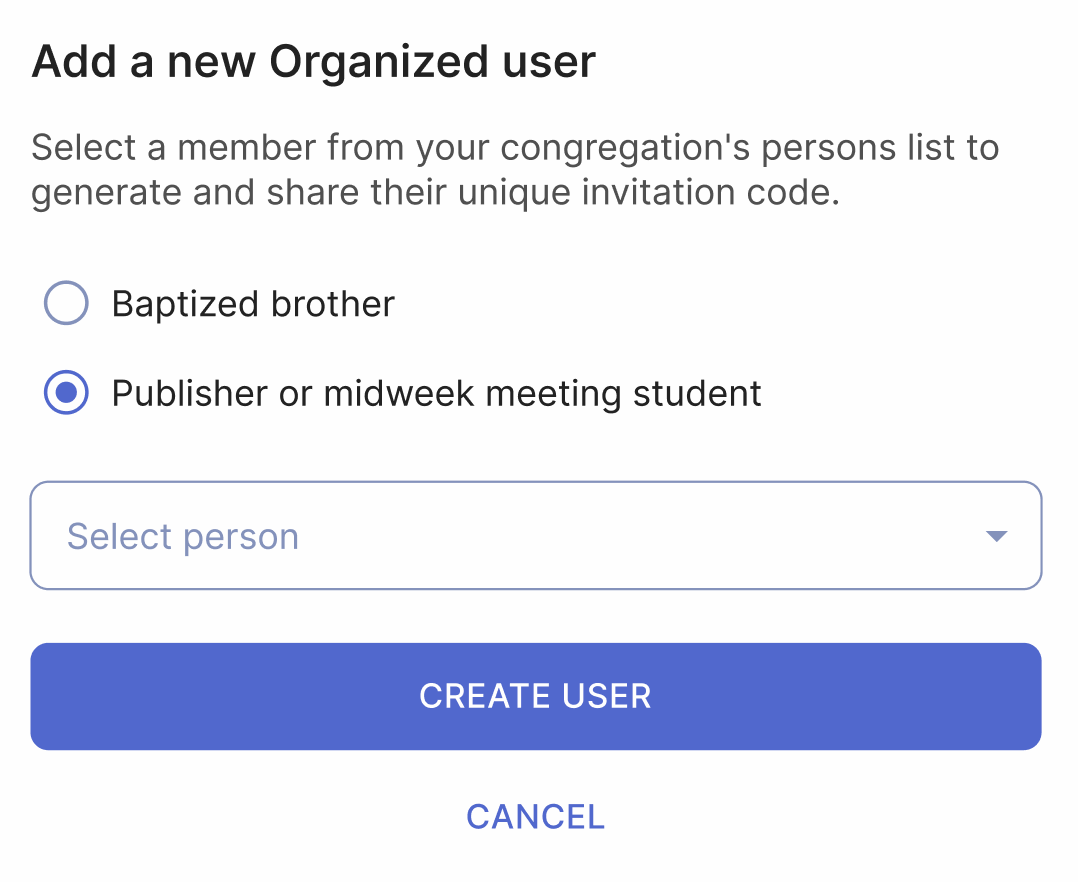 Add a new Organized user
Select a member from your congregation's persons list to
generate and share their unique invitation code.
Baptized brother
Publisher or midweek meeting student
Select person
CREATE USER
CANCEL